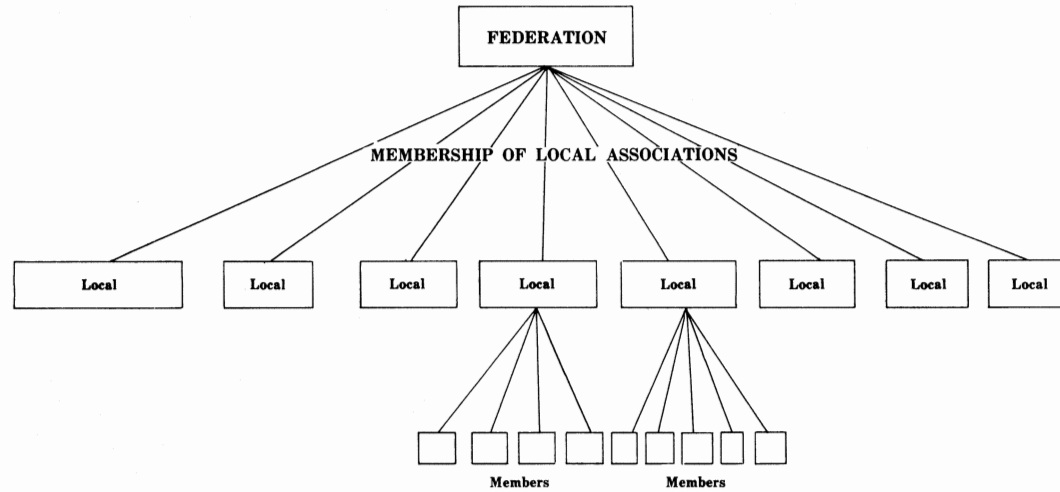 FEDERATION
MEMBERSHIP OF LOCAL ASSOCIATIONS
Local Local Local Local Local Local Local Local
Members Members